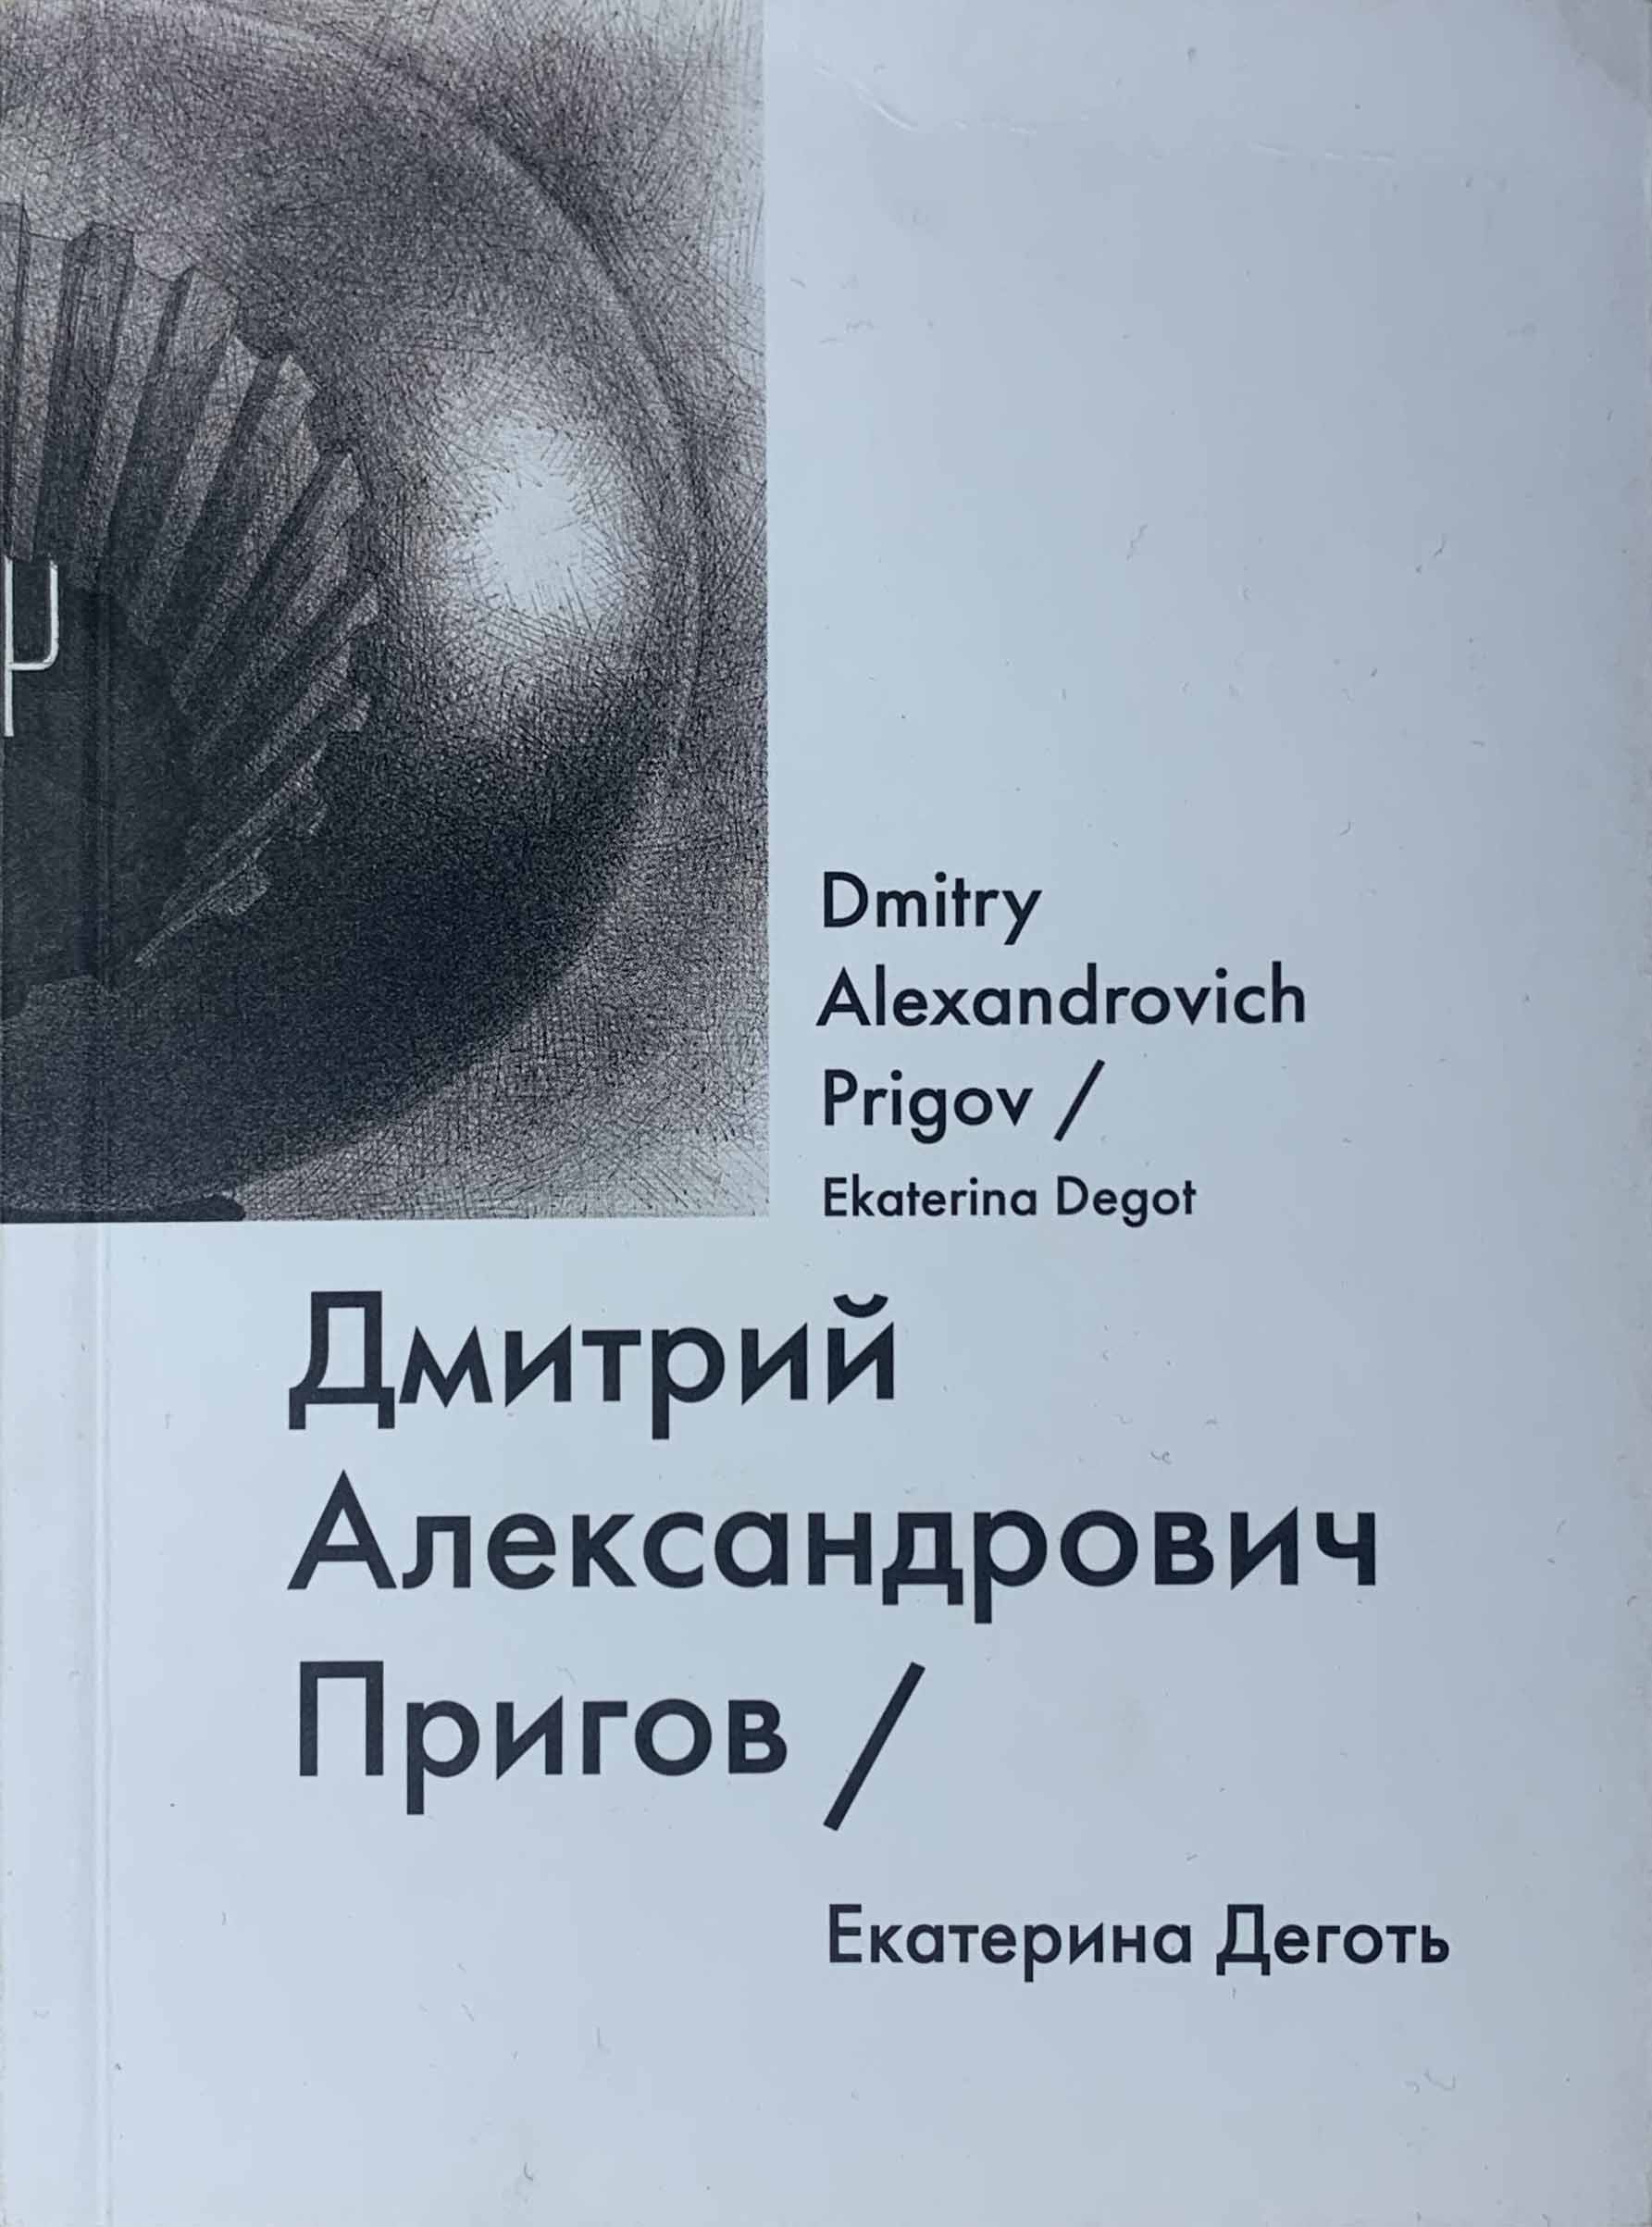 Dmitry
Alexandrovich
Prigov /
Ekaterina Degot
Дмитрий
Александрович
Пригов /
Екатерина Деготь